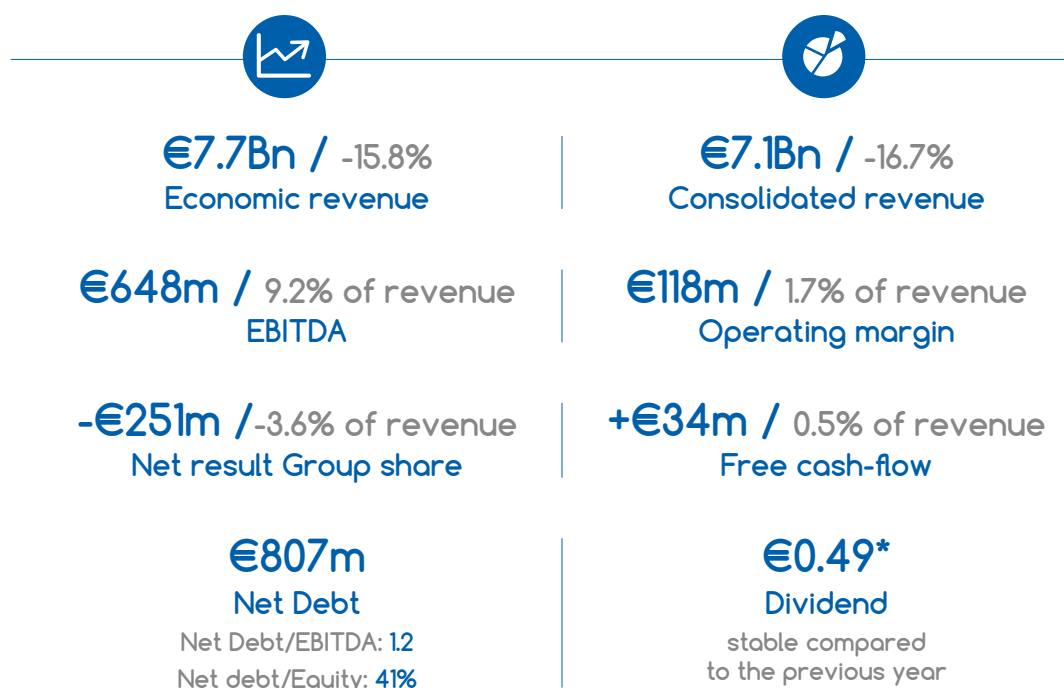 €7.7Bn / -15.8%
Economic revenue
€7.1Bn / -16.7%
Consolidated revenue
€648m / 9.2% of revenue
EBITDA
€118m / 1.7% of revenue
Operating margin
-€251m /-3.6% of revenue
Net result Group share
+€34m / 0.5% of revenue
Free cash-flow
€807m
Net Debt
Net Debt/EBITDA: 1.2
Net debt/Equity: 41%
€0.49*
Dividend
stable compared
to the previous year